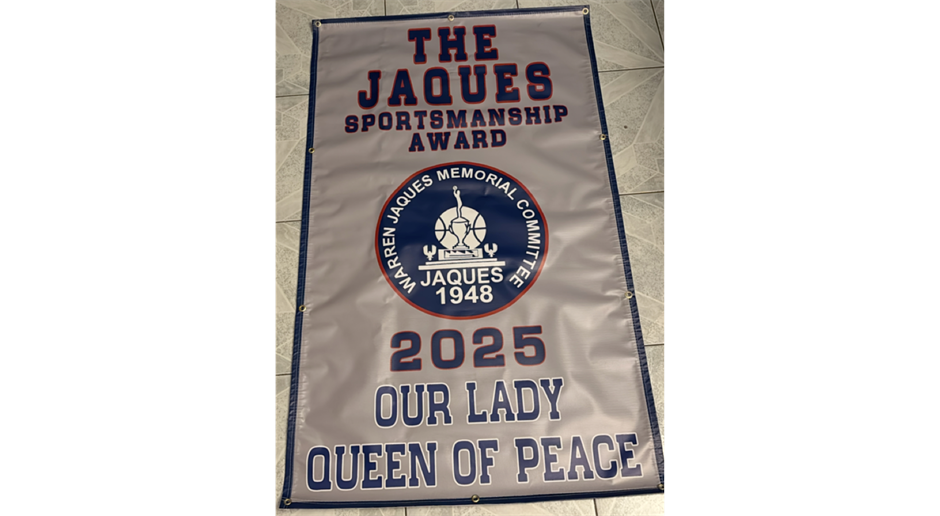 THE
JAQUES
SPORTSMANSHIP
AWARD
WARREN JAQUES MEMORIAL COMMITTEE
JAQUES
1948
2025
OUR LADY
QUEEN OF PEACE